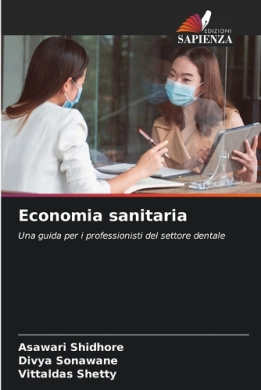 EDIZIONI
SAPIENZA
Economia sanitaria
Una guida per i professionisti del settore dentale
Asawari Shidhore
Divya Sonawane
Vittaldas Shetty